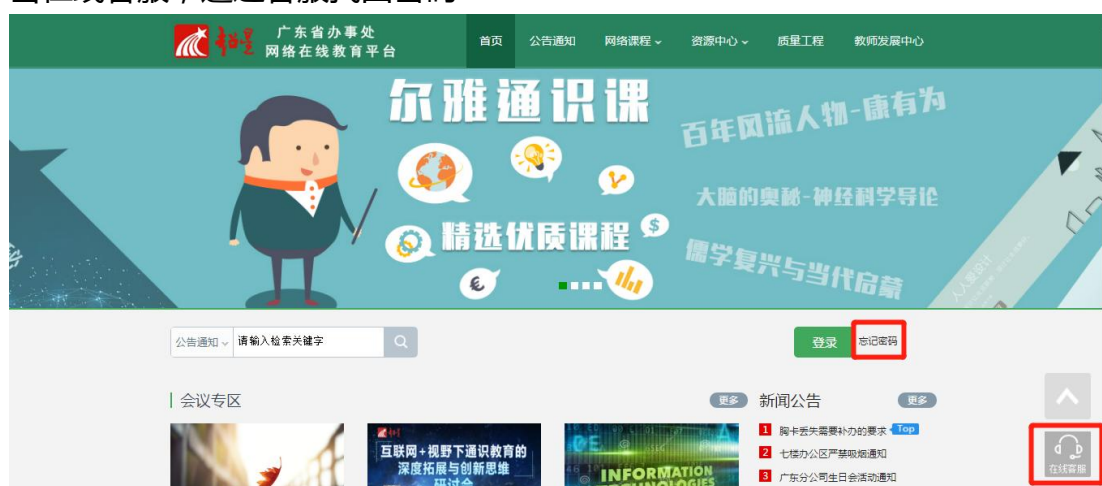 广东省办事处
网络在线教育平台
首页 公告通知 网络课程 资源中心 质量工程 教师发展中心
尔雅通识课
百年风流人物-康有为
大脑的奥秘-神经科学导论
精选优质课程
儒学复兴与当代启蒙
公告通知 请输入检索关键字
登录 忘记密码
会议专区 更多 新闻公告 更多
1 胸卡丢失需要补办的要求 Top
2 七楼办公区严禁吸烟通知
3 广东分公司生日会活动通知
互联网+视野下通识教育的
深度拓展与创新思维
研讨会
INFORMATION
TECHNOLOGIES
在线客服